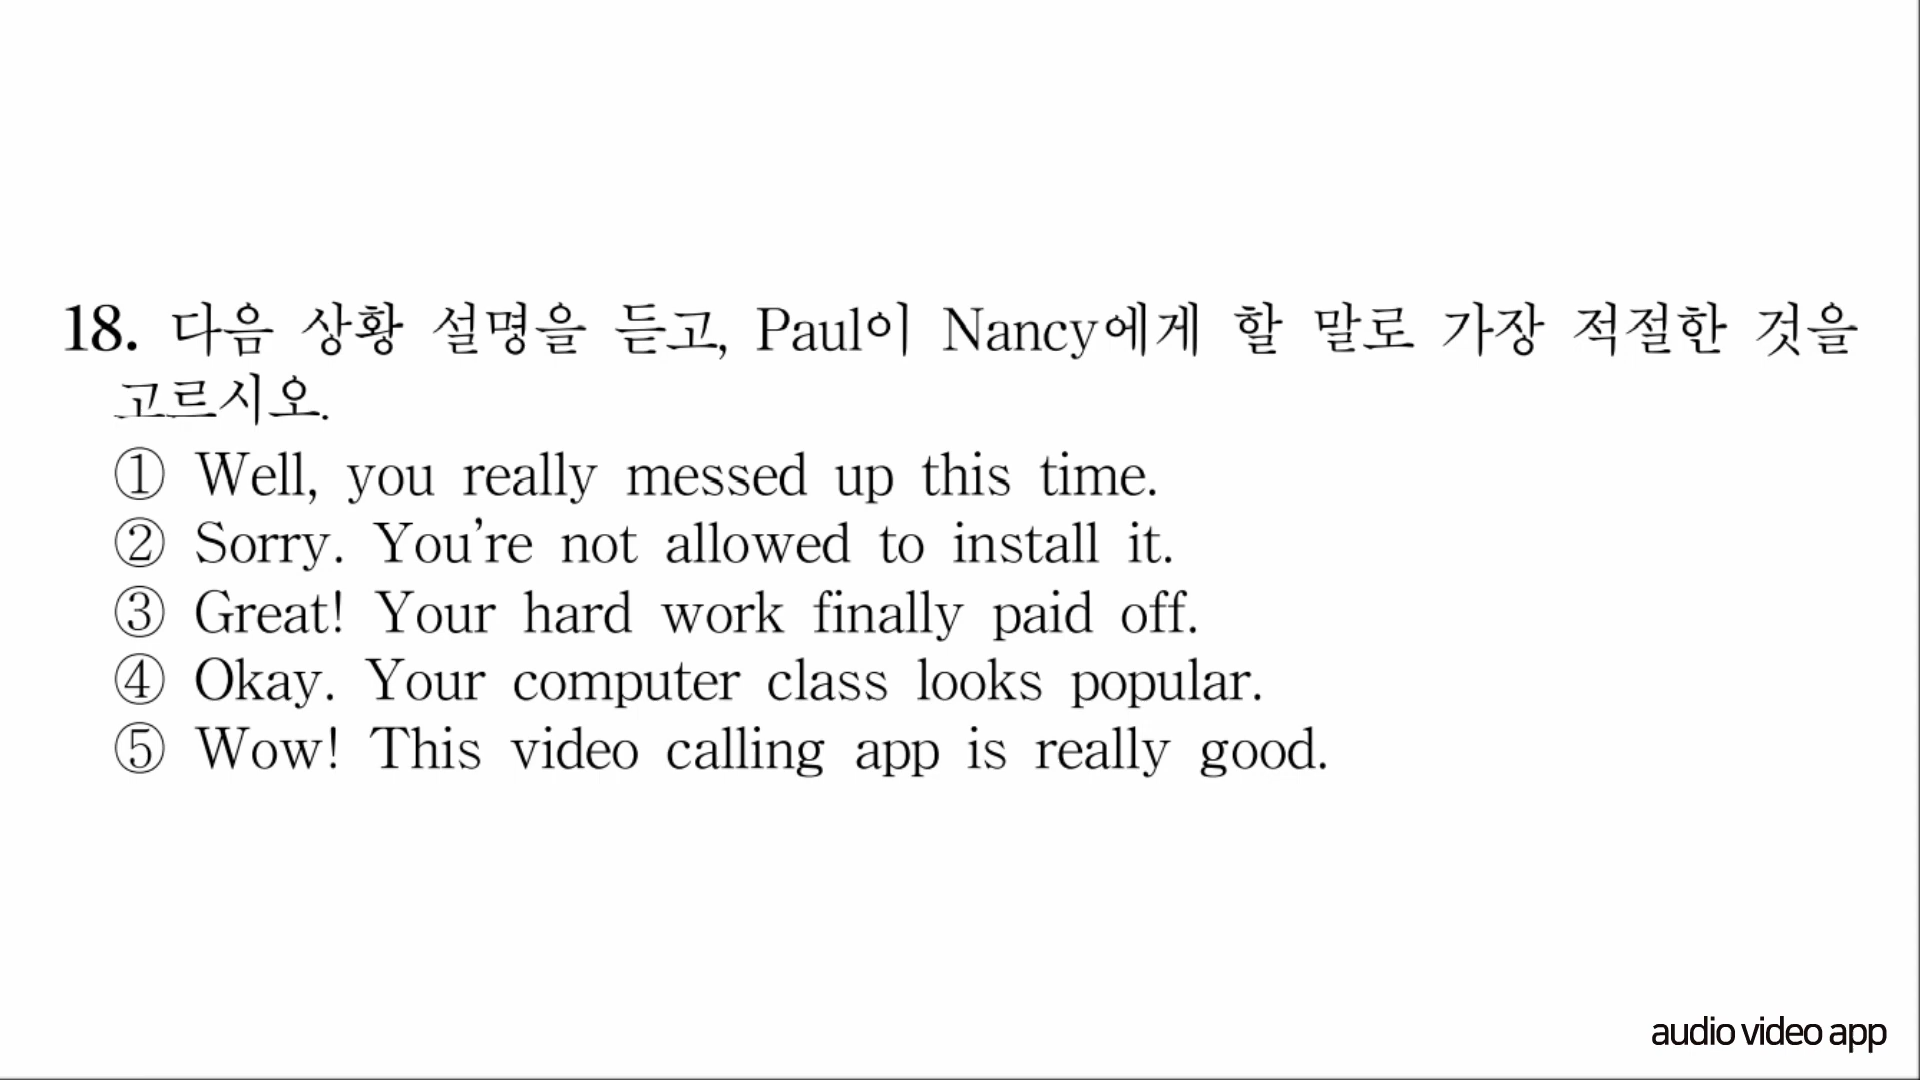 18. 다음 상황 설명을 듣고, Paul이 Nancy에게 할 말로 가장 적절한 것을
고르시오.
① Well, you really messed up this time.
② Sorry. You're not allowed to install it.
③ Great! Your hard work finally paid off.
④ Okay. Your computer class looks popular.
⑤ Wow! This video calling app is really good.
audio video app